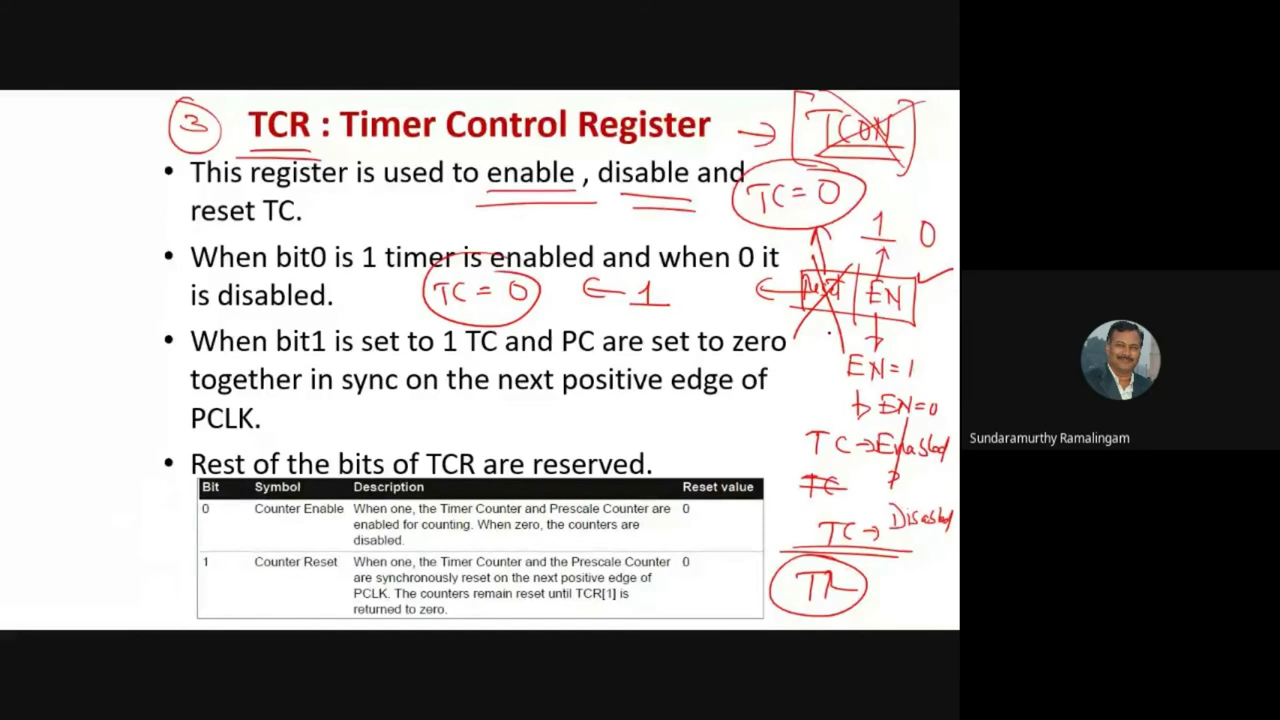 3 TCR : Timer Control Register → [TCON]
• This register is used to enable , disable and
reset TC.
TC = 0
1 0
• When bit0 is 1 timer is enabled and when 0 it
is disabled.
TC = 0 ← 1
← Reset EN
• When bit1 is set to 1 TC and PC are set to zero
together in sync on the next positive edge of
PCLK.
EN = 1
EN = 0
TC → Enabled
TC
TC → Disabled
• Rest of the bits of TCR are reserved.
Bit Symbol Description Reset value
0 Counter Enable When one, the Timer Counter and Prescale Counter are 0
enabled for counting. When zero, the counters are
disabled.
1 Counter Reset When one, the Timer Counter and the Prescale Counter 0
are synchronously reset on the next positive edge of
PCLK. The counters remain reset until TCR[1] is
returned to zero.
Sundaramurthy Ramalingam